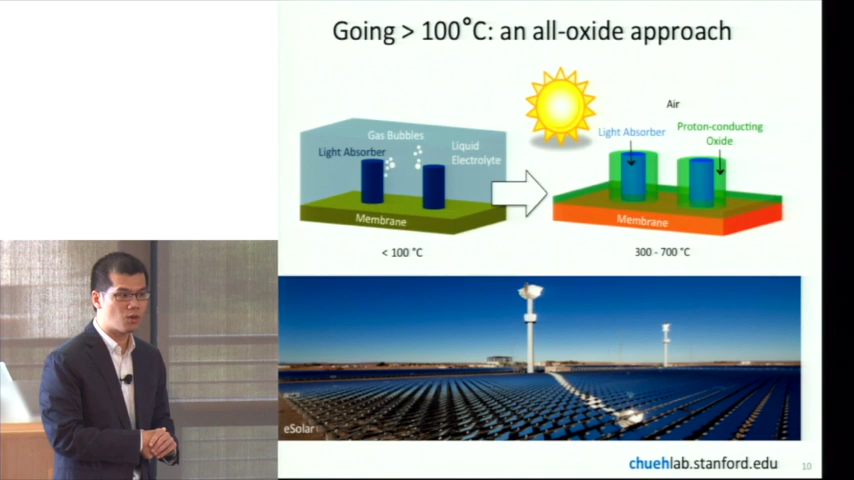 Going > 100°C: an all-oxide approach
Gas Bubbles
Light Absorber
Liquid
Electrolyte
Membrane
< 100 °C
Air
Light Absorber
Proton-conducting
Oxide
Membrane
300 - 700 °C
eSolar
chuehlab.stanford.edu
10